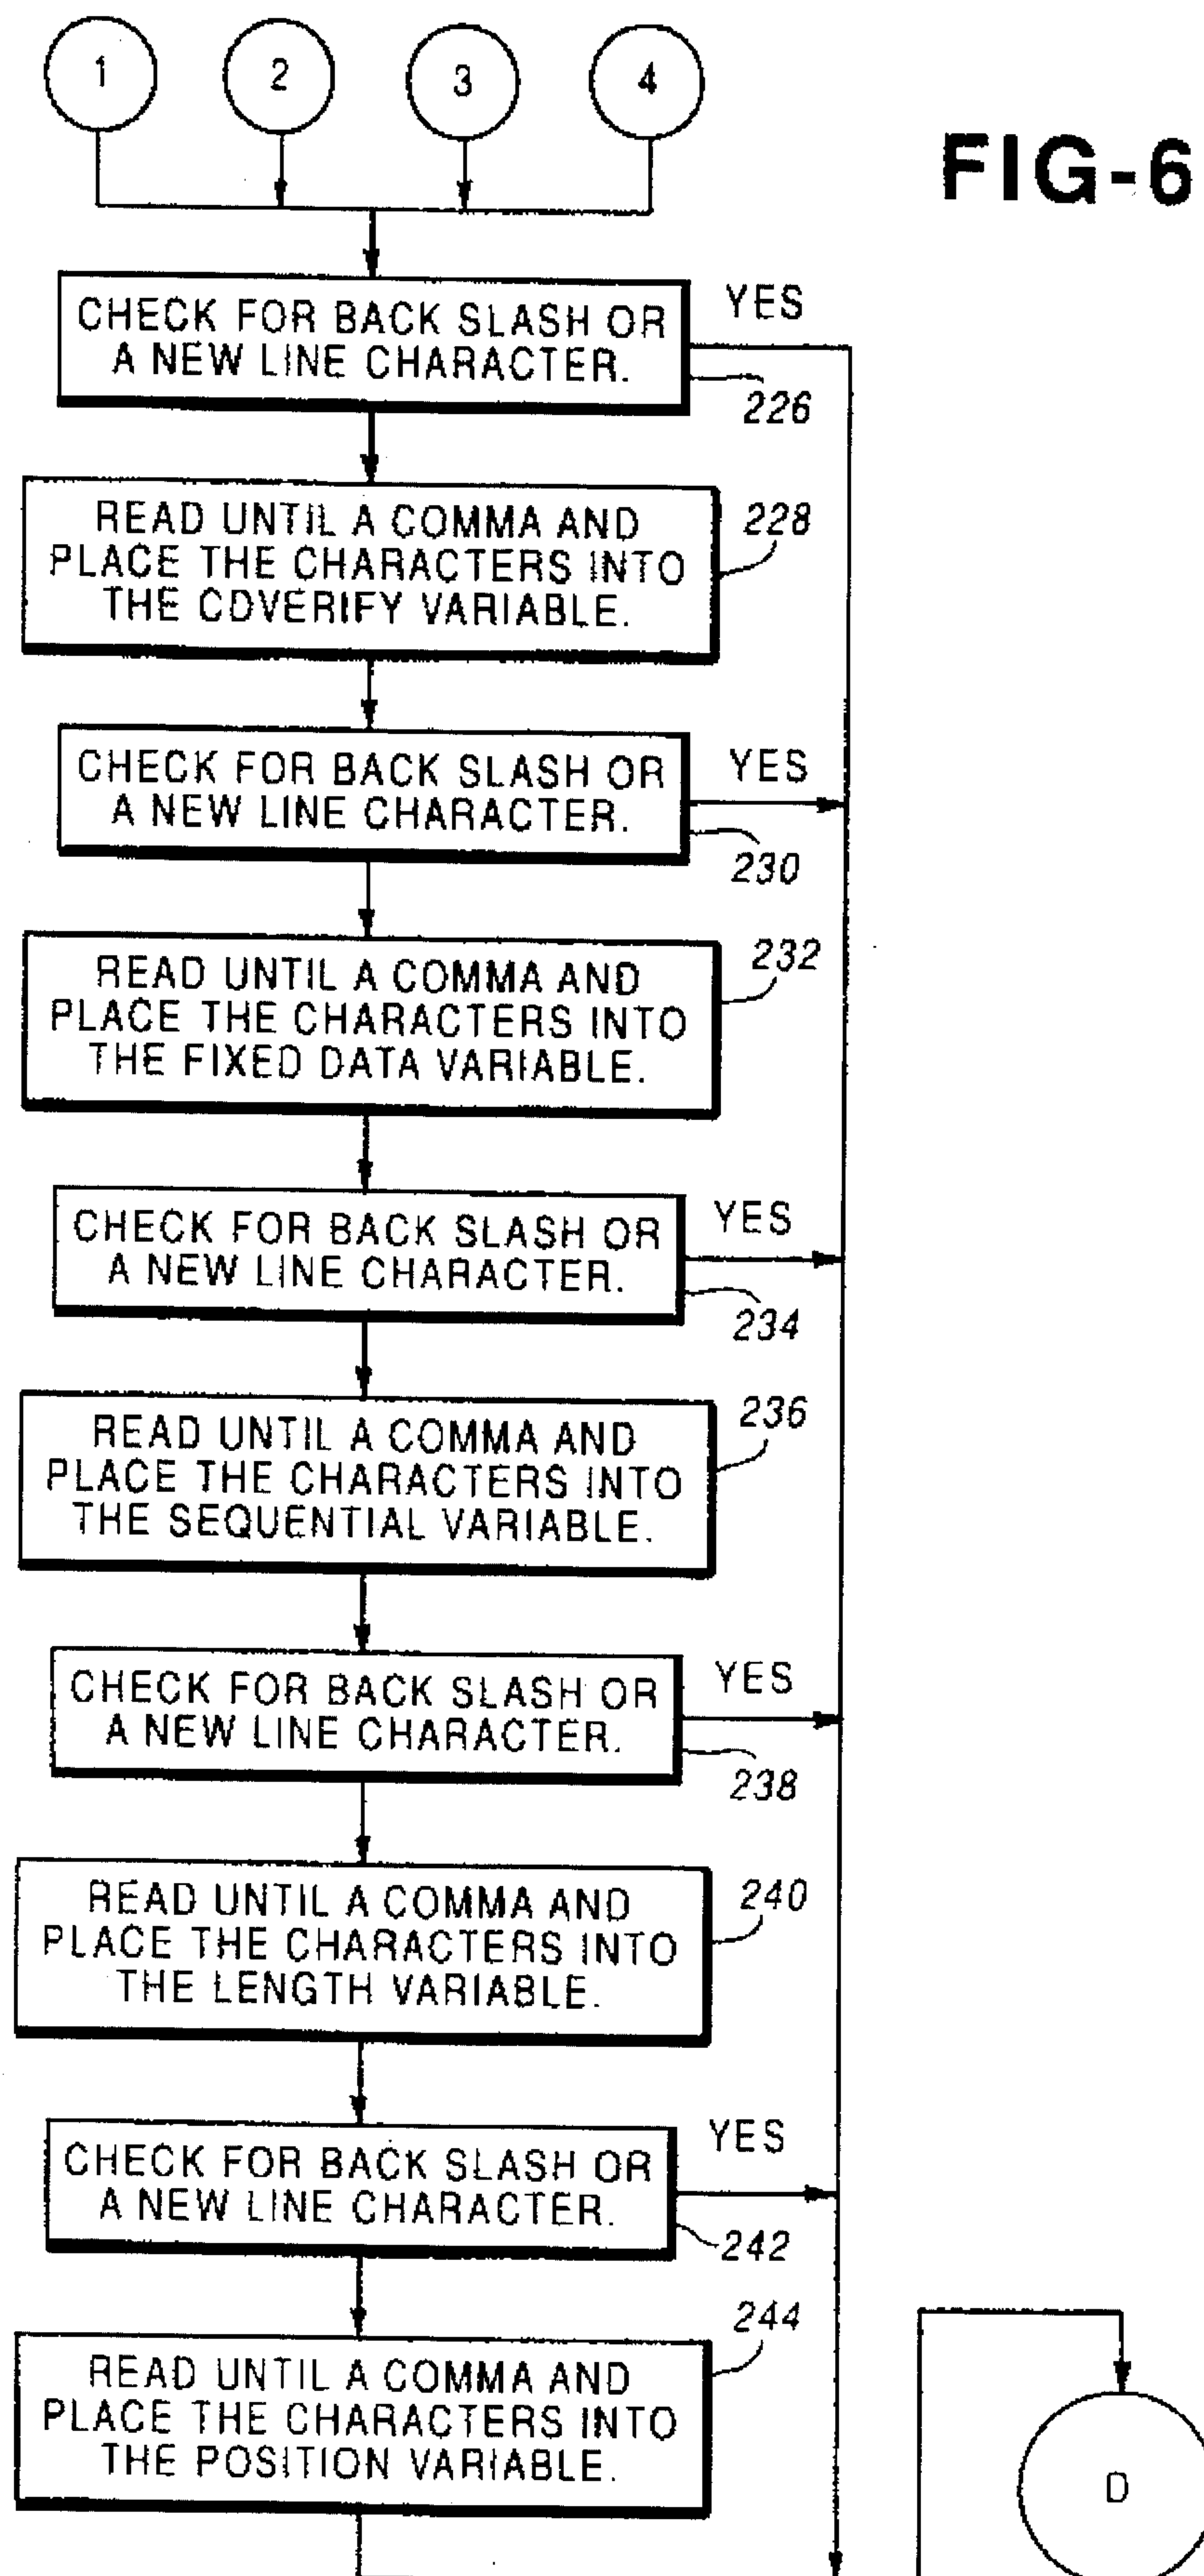 1 2 3 4
FIG-6
CHECK FOR BACK SLASH OR
A NEW LINE CHARACTER.
YES
226
READ UNTIL A COMMA AND
PLACE THE CHARACTERS INTO
THE CDVERIFY VARIABLE.
228
CHECK FOR BACK SLASH OR
A NEW LINE CHARACTER.
YES
230
READ UNTIL A COMMA AND
PLACE THE CHARACTERS INTO
THE FIXED DATA VARIABLE.
232
CHECK FOR BACK SLASH OR
A NEW LINE CHARACTER.
YES
234
READ UNTIL A COMMA AND
PLACE THE CHARACTERS INTO
THE SEQUENTIAL VARIABLE.
236
CHECK FOR BACK SLASH OR
A NEW LINE CHARACTER.
YES
238
READ UNTIL A COMMA AND
PLACE THE CHARACTERS INTO
THE LENGTH VARIABLE.
240
CHECK FOR BACK SLASH OR
A NEW LINE CHARACTER.
YES
242
READ UNTIL A COMMA AND
PLACE THE CHARACTERS INTO
THE POSITION VARIABLE.
244
D